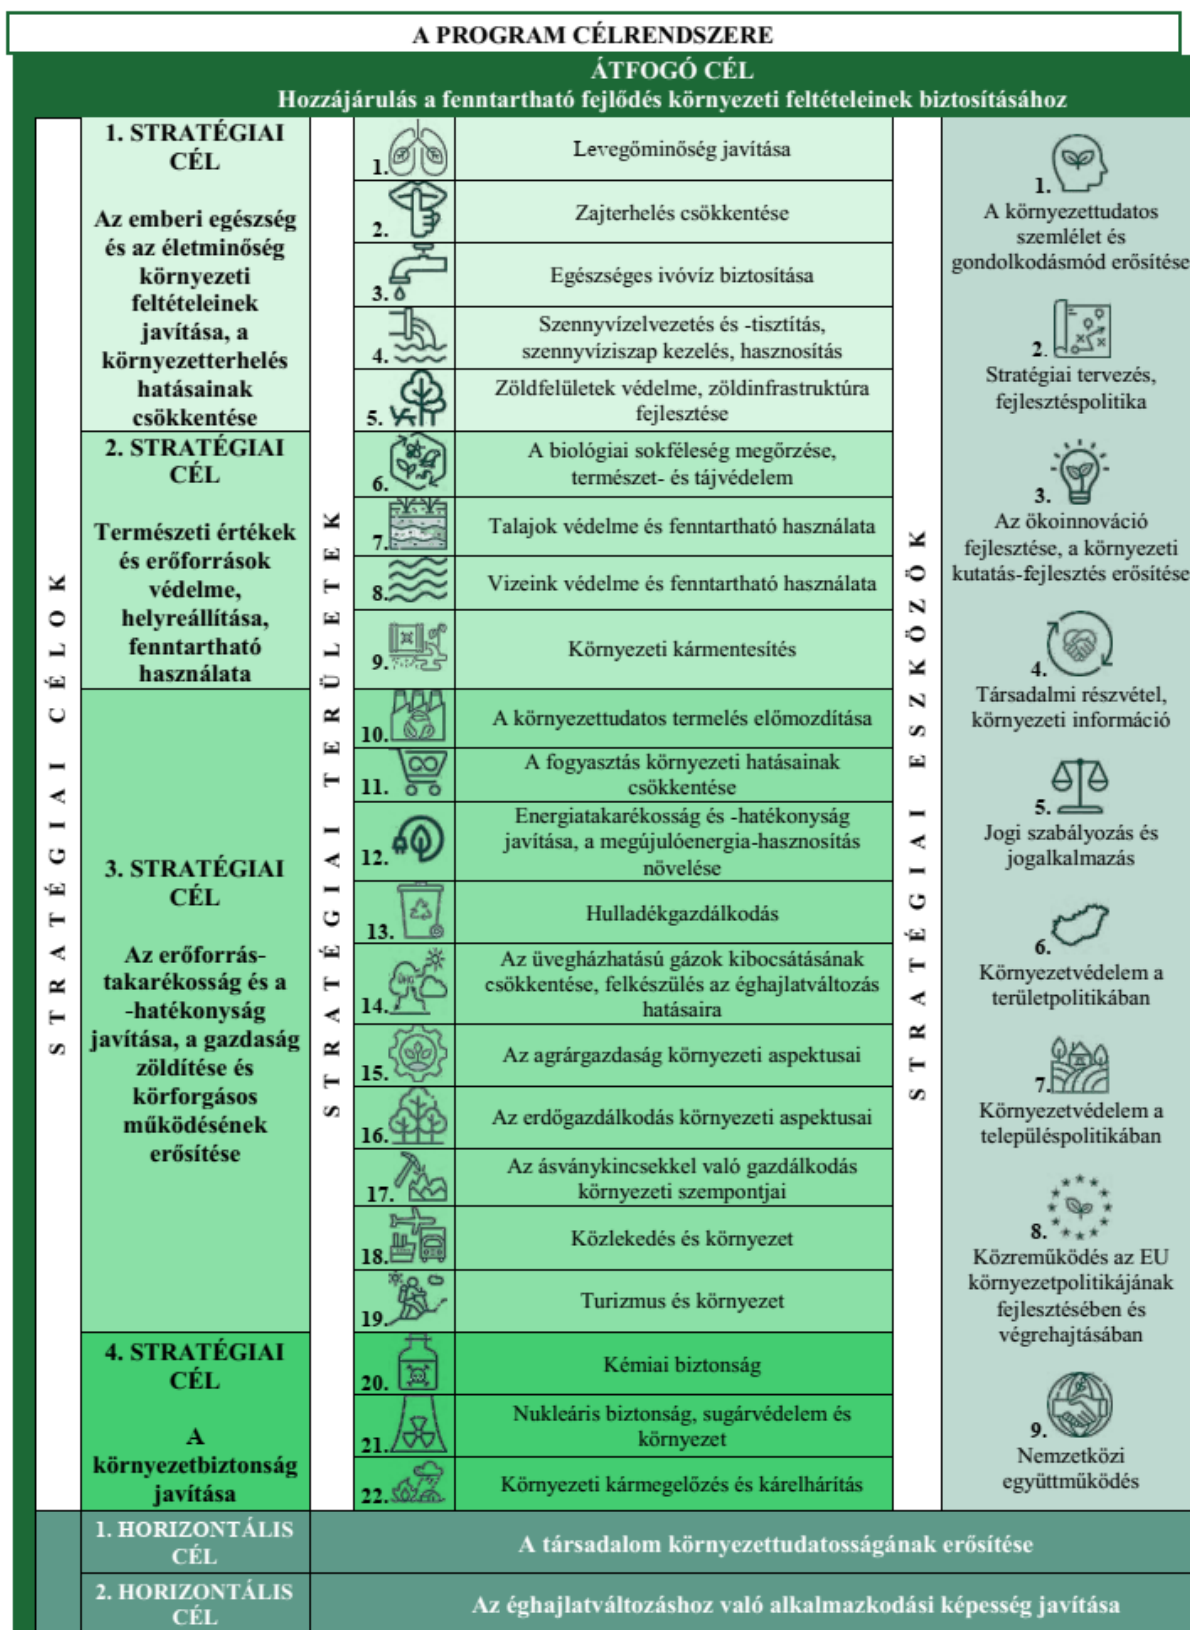 A PROGRAM CÉLRENDSZERE
ÁTFOGÓ CÉL
Hozzájárulás a fenntartható fejlődés környezeti feltételeinek biztosításához
STRATÉGIAI CÉLOK
1. STRATÉGIAI
CÉL
Az emberi egészség
és az életminőség
környezeti
feltételeinek
javítása, a
környezetterhelés
hatásainak
csökkentése
2. STRATÉGIAI
CÉL
Természeti értékek
és erőforrások
védelme,
helyreállítása,
fenntartható
használata
3. STRATÉGIAI
CÉL
Az erőforrás-
takarékosság és a
-hatékonyság
javítása, a gazdaság
zöldítése és
körforgásos
működésének
erősítése
4. STRATÉGIAI
CÉL
A
környezetbiztonság
javítása
STRATÉGIAI TERÜLETEK
1.
Levegőminőség javítása
2.
Zajterhelés csökkentése
3.
Egészséges ivóvíz biztosítása
4.
Szennyvízelvezetés és -tisztítás,
szennyvíziszap kezelés, hasznosítás
5.
Zöldfelületek védelme, zöldinfrastruktúra
fejlesztése
6.
A biológiai sokféleség megőrzése,
természet- és tájvédelem
7.
Talajok védelme és fenntartható használata
8.
Vizeink védelme és fenntartható használata
9.
Környezeti kármentesítés
10.
A környezettudatos termelés előmozdítása
11.
A fogyasztás környezeti hatásainak
csökkentése
12.
Energiatakarékosság és -hatékonyság
javítása, a megújulóenergia-hasznosítás
növelése
13.
Hulladékgazdálkodás
14.
Az üvegházhatású gázok kibocsátásának
csökkentése, felkészülés az éghajlatváltozás
hatásaira
15.
Az agrárgazdaság környezeti aspektusai
16.
Az erdőgazdálkodás környezeti aspektusai
17.
Az ásványkincsekkel való gazdálkodás
környezeti szempontjai
18.
Közlekedés és környezet
19.
Turizmus és környezet
20.
Kémiai biztonság
21.
Nukleáris biztonság, sugárvédelem és
környezet
22.
Környezeti kármegelőzés és kárelhárítás
STRATÉGIAI ESZKÖZÖK
1.
A környezettudatos
szemlélet és
gondolkodásmód erősítése
2.
Stratégiai tervezés,
fejlesztéspolitika
3.
Az ökoinnováció
fejlesztése, a környezeti
kutatás-fejlesztés erősítése
4.
Társadalmi részvétel,
környezeti információ
5.
Jogi szabályozás és
jogalkalmazás
6.
Környezetvédelem a
területpolitikában
7.
Környezetvédelem a
településpolitikában
8.
Közreműködés az EU
környezetpolitikájának
fejlesztésében és
végrehajtásában
9.
Nemzetközi
együttműködés
1. HORIZONTÁLIS
CÉL
A társadalom környezettudatosságának erősítése
2. HORIZONTÁLIS
CÉL
Az éghajlatváltozáshoz való alkalmazkodási képesség javítása